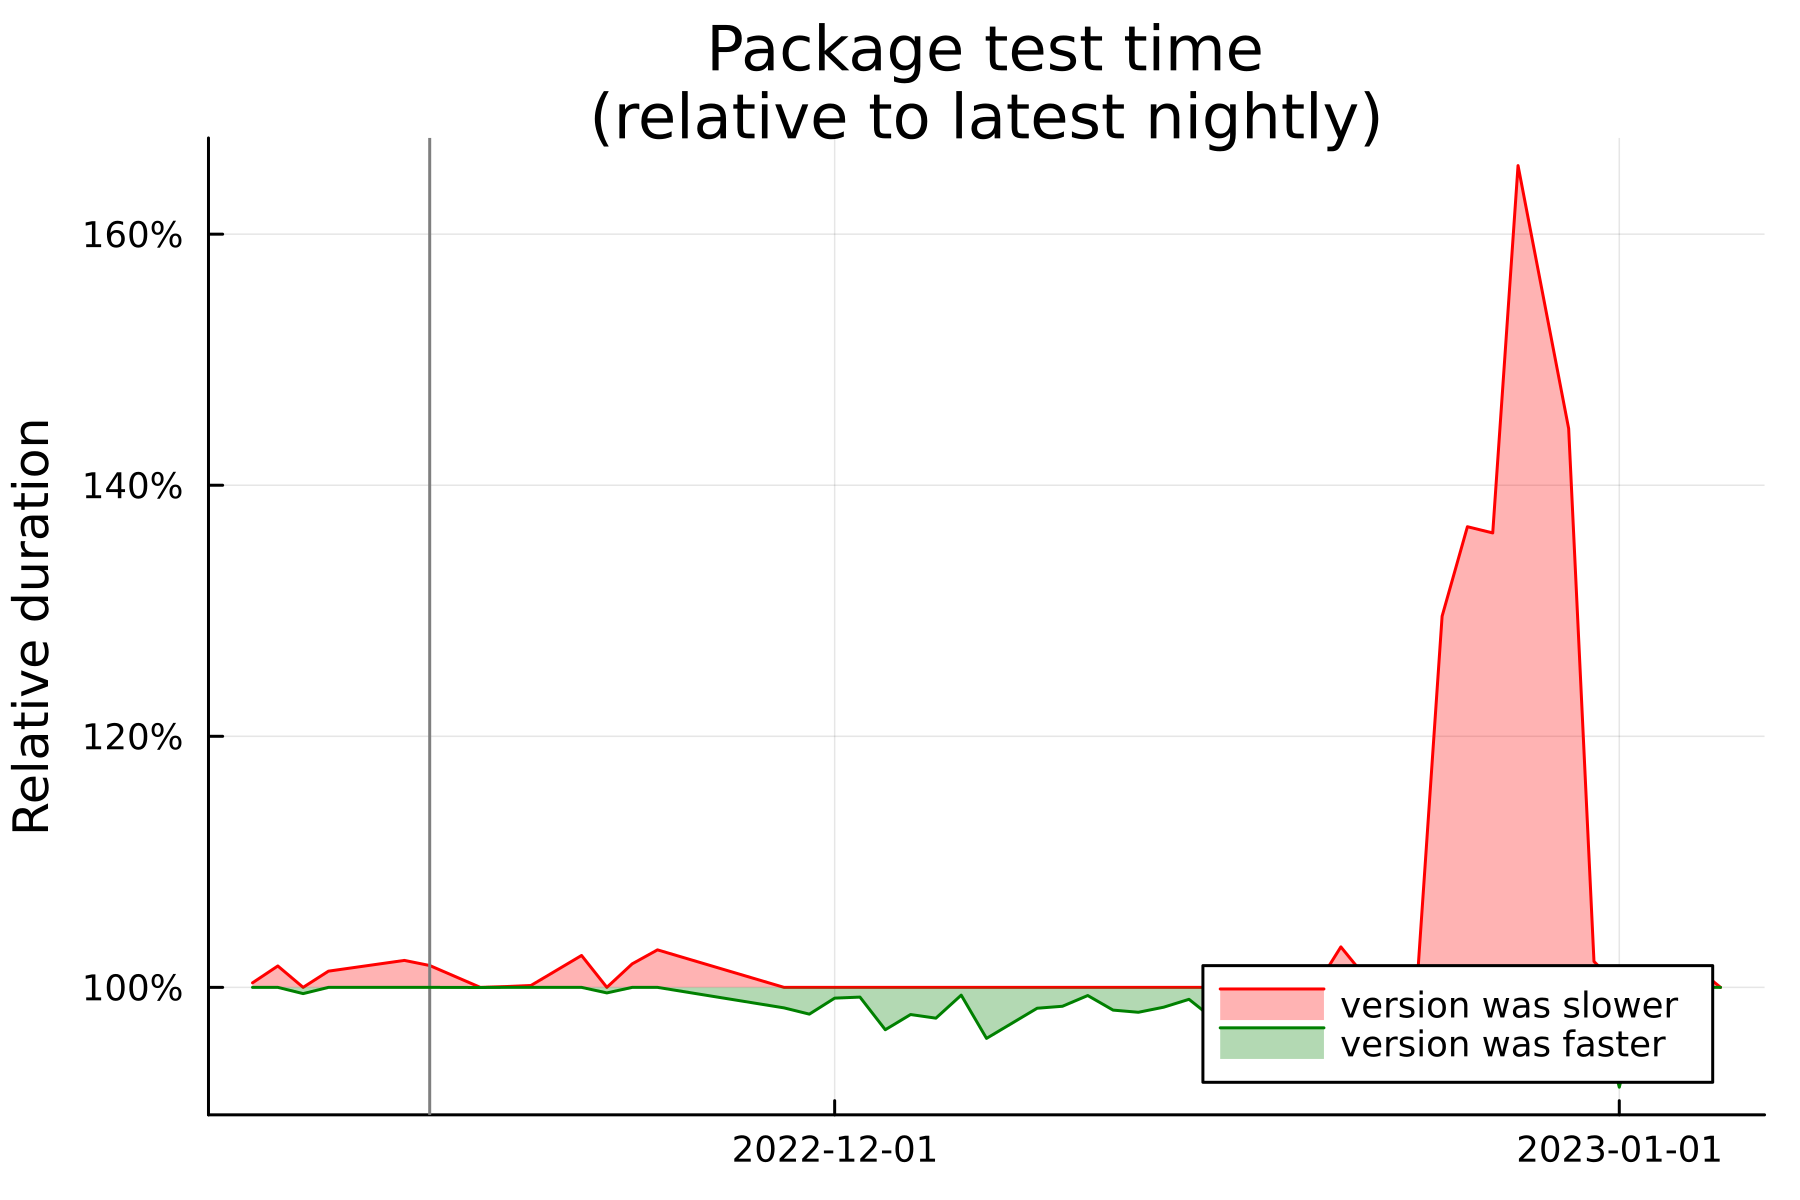 Package test time
(relative to latest nightly)
Relative duration
160%
140%
120%
100%
version was slower
version was faster
2022-12-01
2023-01-01